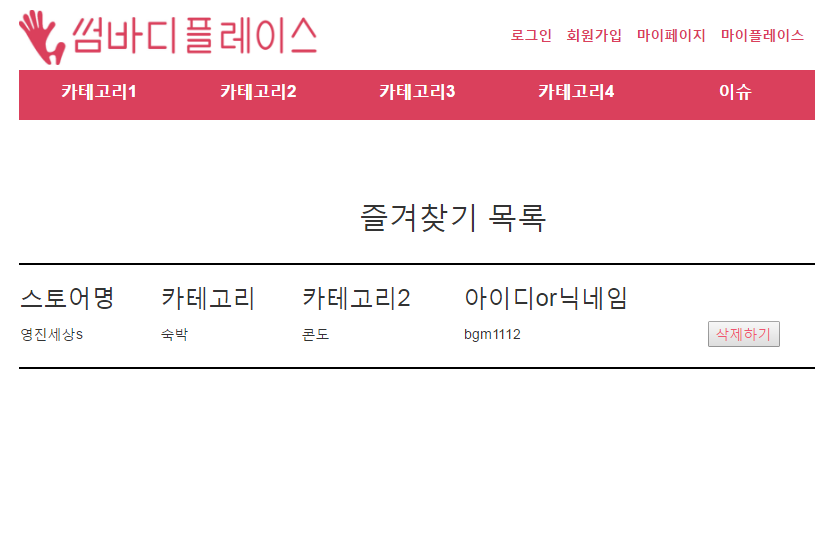 썸바디플레이스
로그인 회원가입 마이페이지 마이플레이스
카테고리1 카테고리2 카테고리3 카테고리4 이슈
즐겨찾기 목록
스토어명 카테고리 카테고리2 아이디or닉네임
영진세상s 숙박 콘도 bgm1112 삭제하기